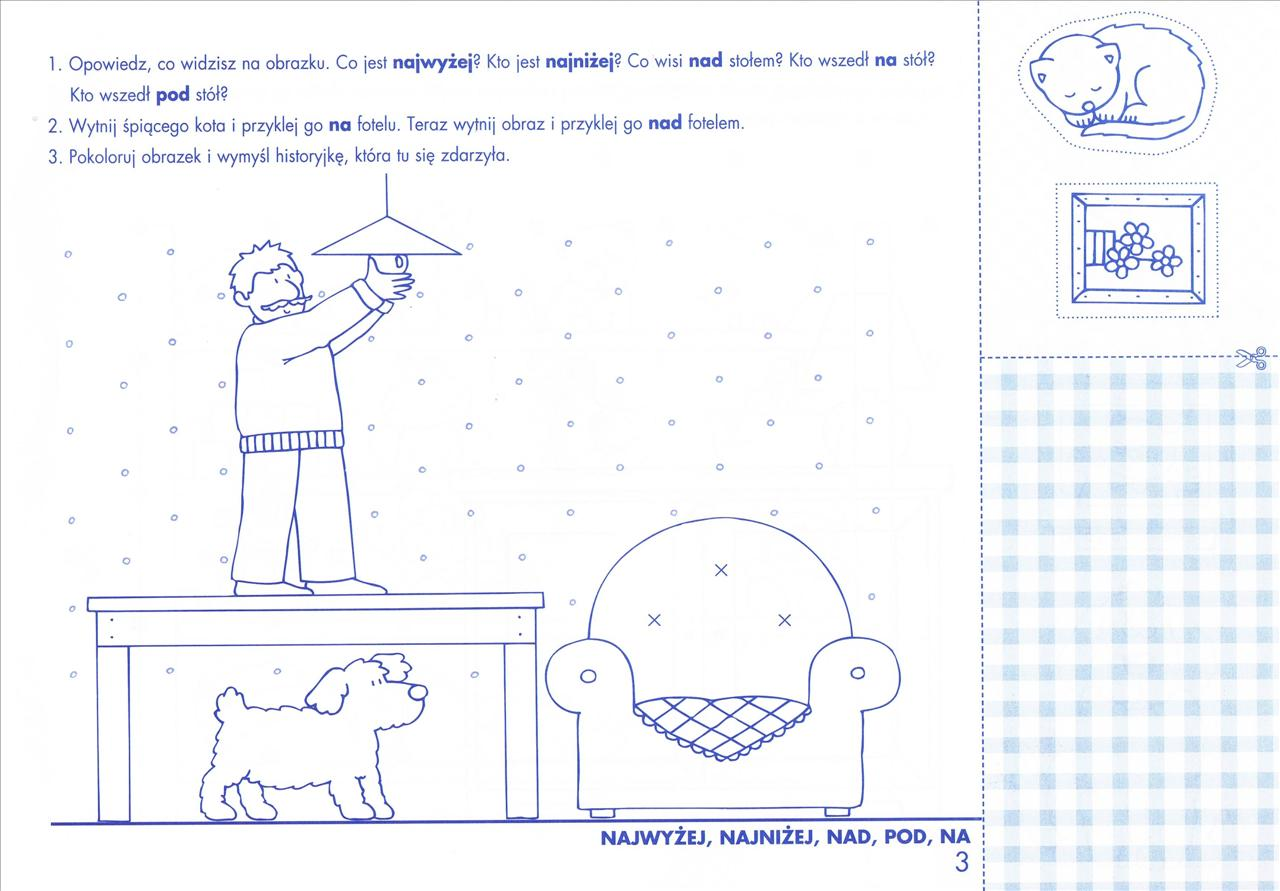 1. Opowiedz, co widzisz na obrazku. Co jest najwyżej? Kto jest najniżej? Co wisi nad stołem? Kto wszedł na stół?
Kto wszedł pod stół?
2. Wytnij śpiącego kota i przyklej go na fotelu. Teraz wytnij obraz i przyklej go nad fotelem.
3. Pokoloruj obrazek i wymyśl historyjkę, która tu się zdarzyła.
NAJWYŻEJ, NAJNIŻEJ, NAD, POD, NA
3